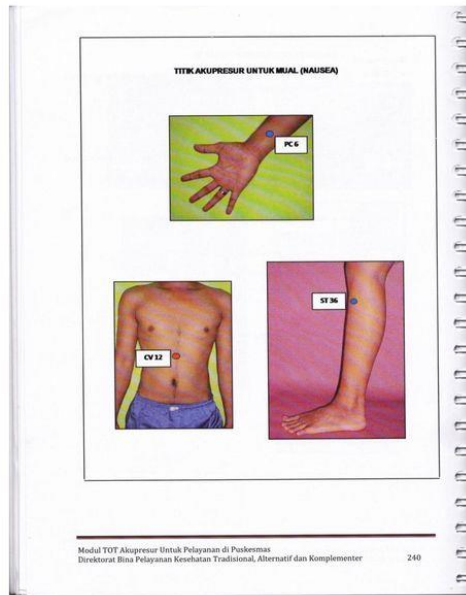 TITIK AKUPRESUR UNTUK MUAL (NAUSEA)
PC 6
CV 12
ST 36
Modul TOT Akupresur Untuk Pelayanan di Puskesmas
Direktorat Bina Pelayanan Kesehatan Tradisional, Alternatif dan Komplementer 240